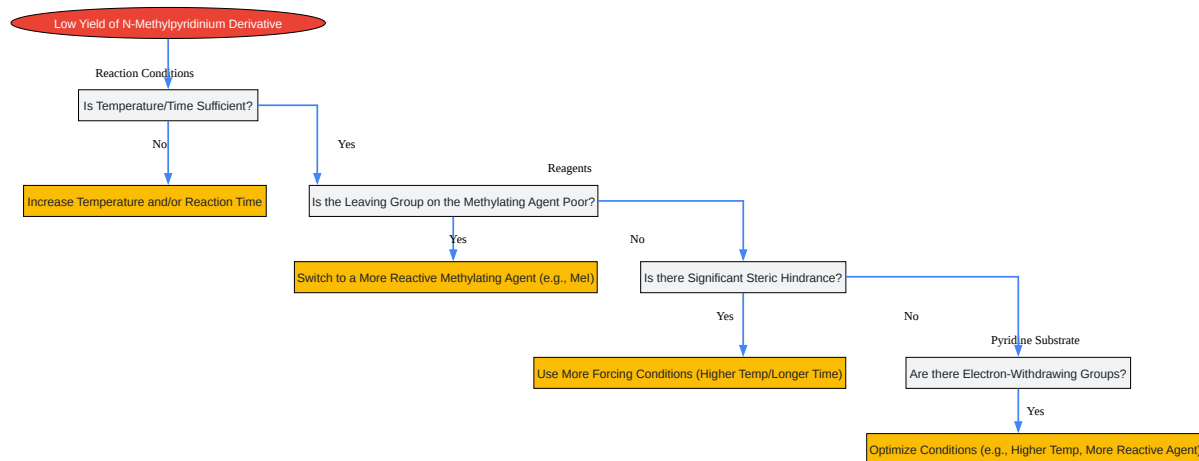 Low Yield of N-Methylpyridinium Derivative
Reaction Conditions
Is Temperature/Time Sufficient?
No
Yes
Reagents
Increase Temperature and/or Reaction Time
Is the Leaving Group on the Methylating Agent Poor?
Yes
No
Switch to a More Reactive Methylating Agent (e.g., MeI)
Is there Significant Steric Hindrance?
Yes
No
Pyridine Substrate
Use More Forcing Conditions (Higher Temp/Longer Time)
Are there Electron-Withdrawing Groups?
Yes
Optimize Conditions (e.g., Higher Temp, More Reactive Agent)